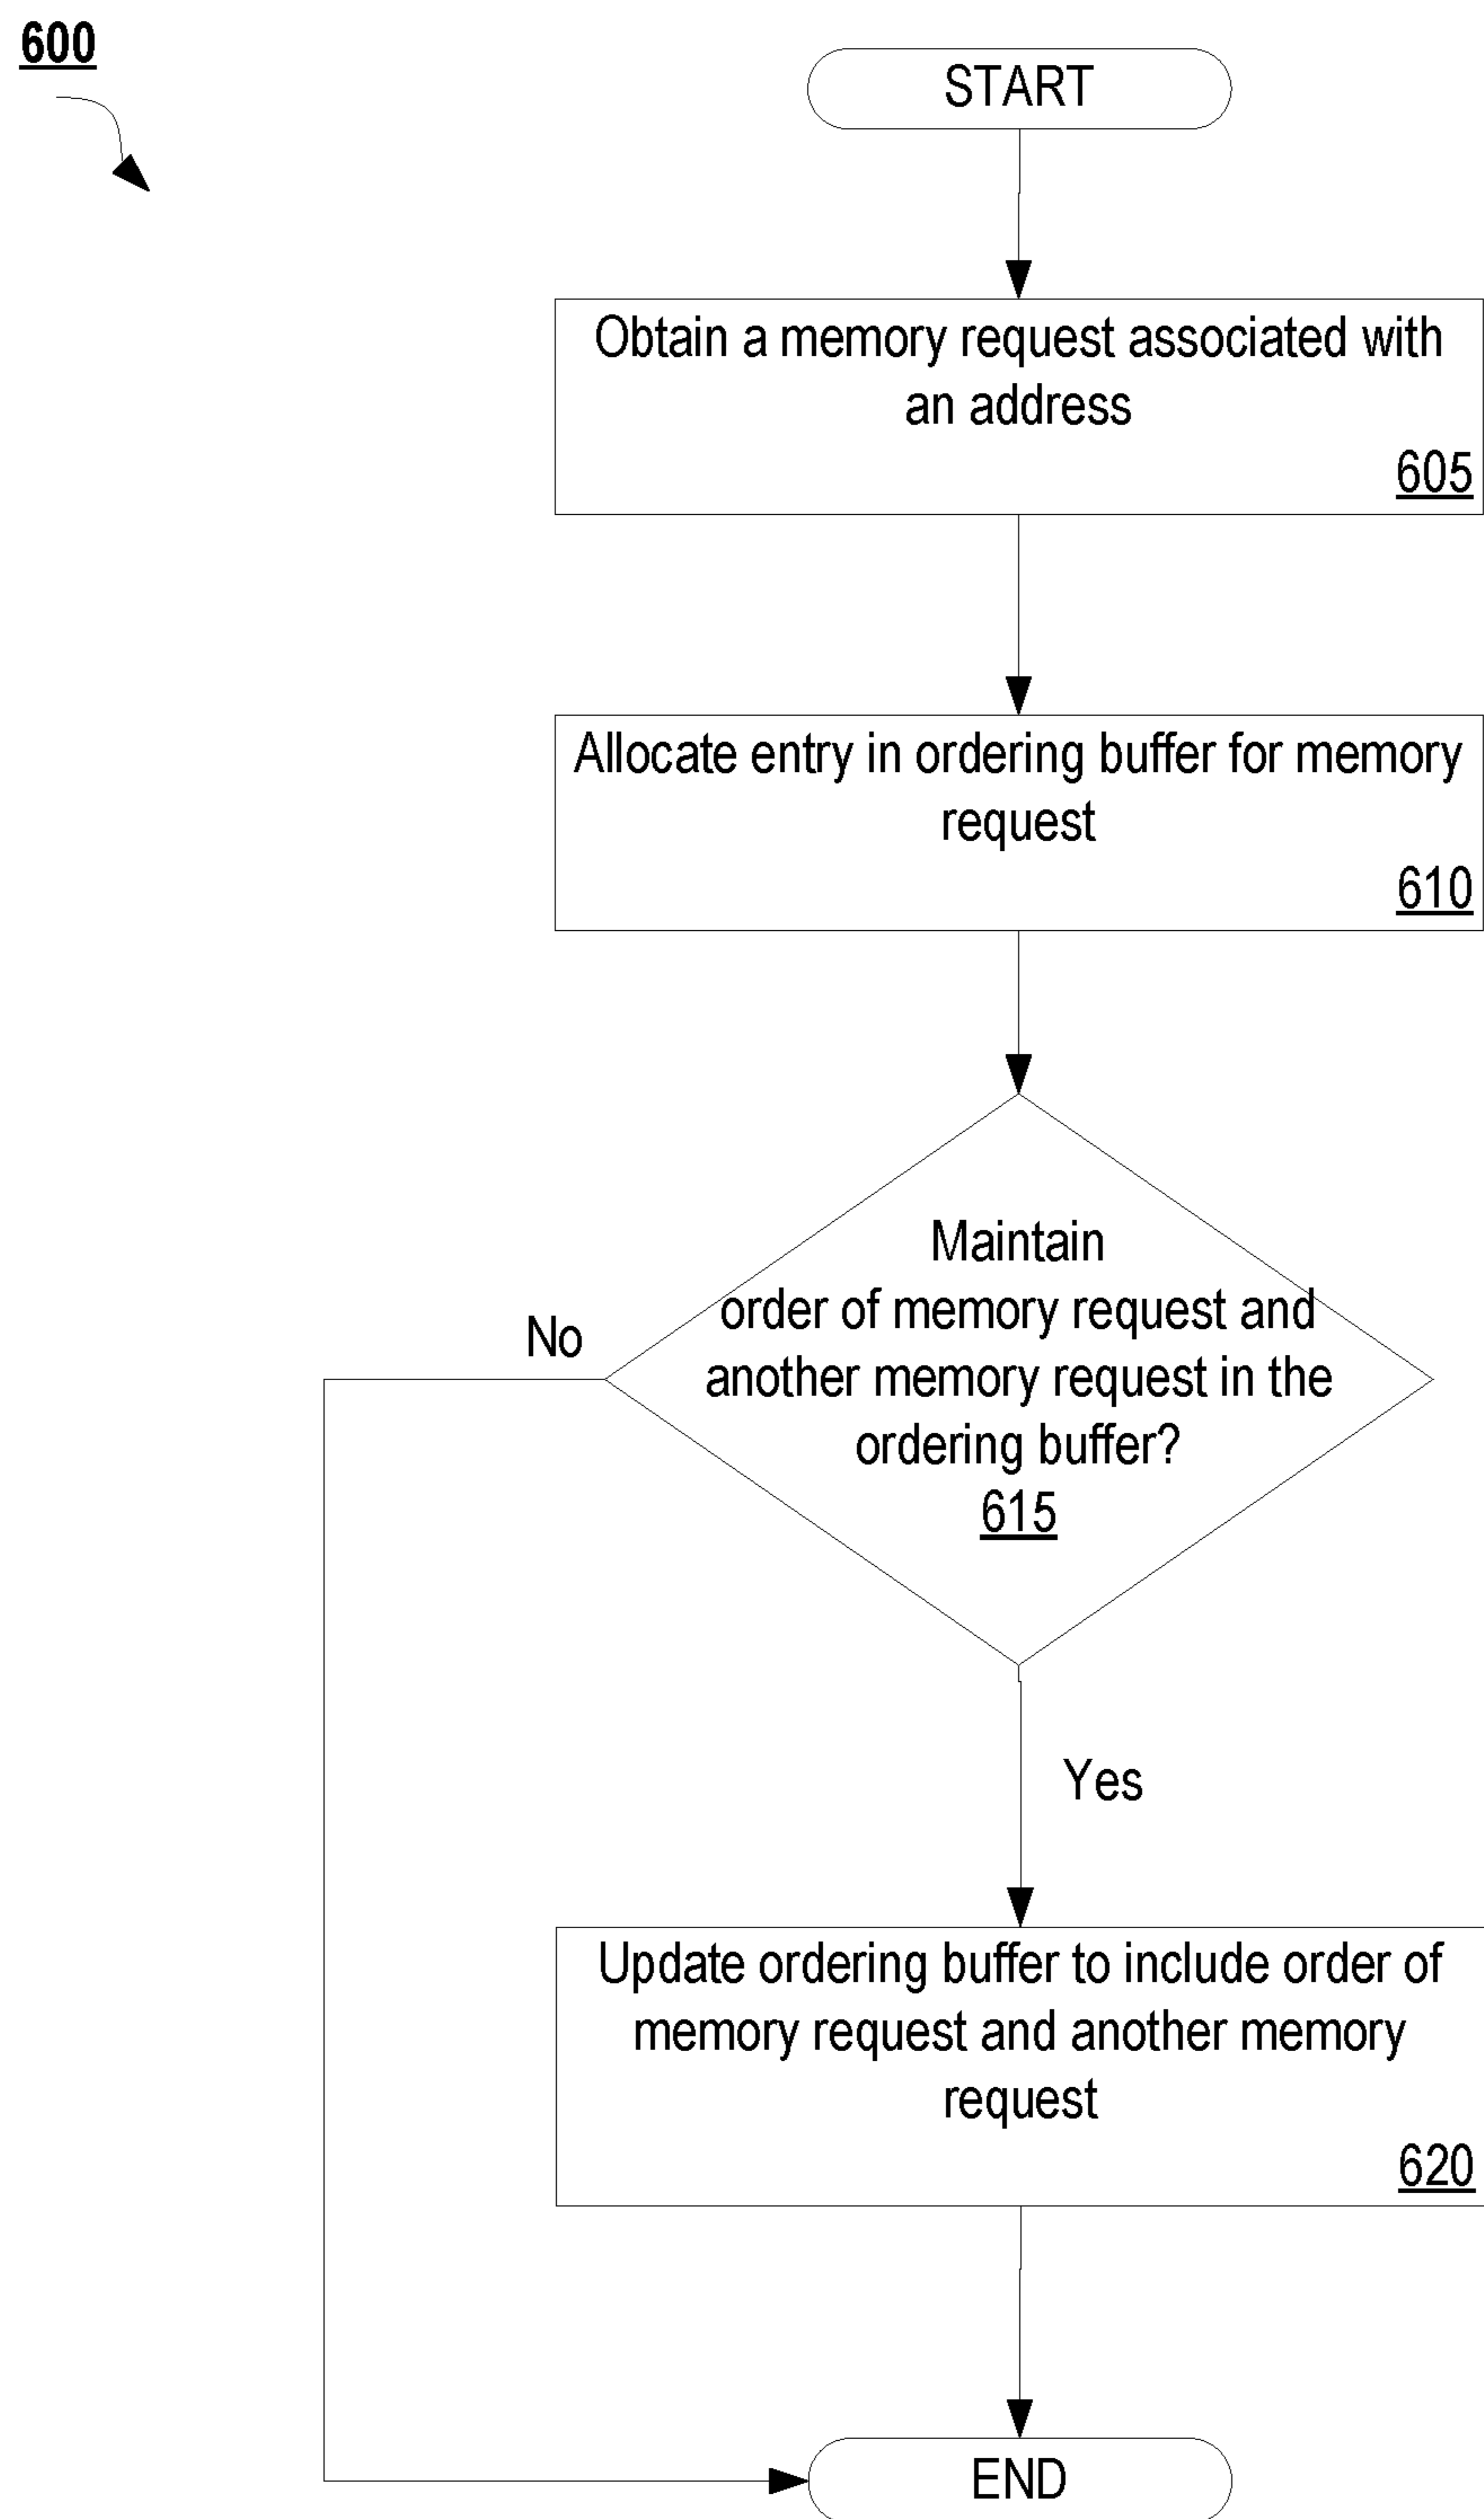 600
START
Obtain a memory request associated with
an address
605
Allocate entry in ordering buffer for memory
request
610
Maintain
order of memory request and
another memory request in the
ordering buffer?
615
No
Yes
Update ordering buffer to include order of
memory request and another memory
request
620
END